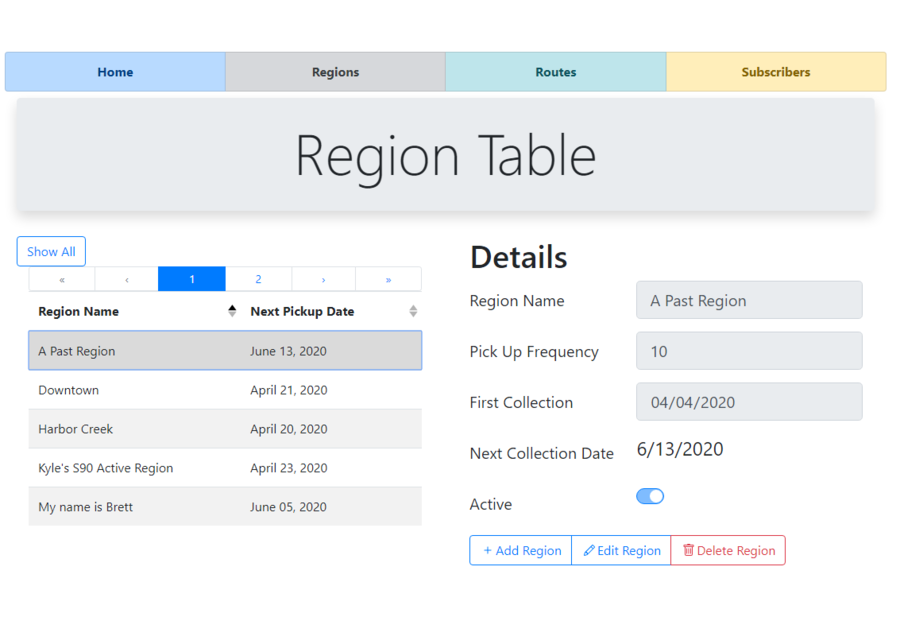 Home Regions Routes Subscribers
Region Table
Show All
« ‹ 1 2 › »
Region Name Next Pickup Date
A Past Region June 13, 2020
Downtown April 21, 2020
Harbor Creek April 20, 2020
Kyle's S90 Active Region April 23, 2020
My name is Brett June 05, 2020
Details
Region Name A Past Region
Pick Up Frequency 10
First Collection 04/04/2020
Next Collection Date 6/13/2020
Active
+ Add Region Edit Region Delete Region